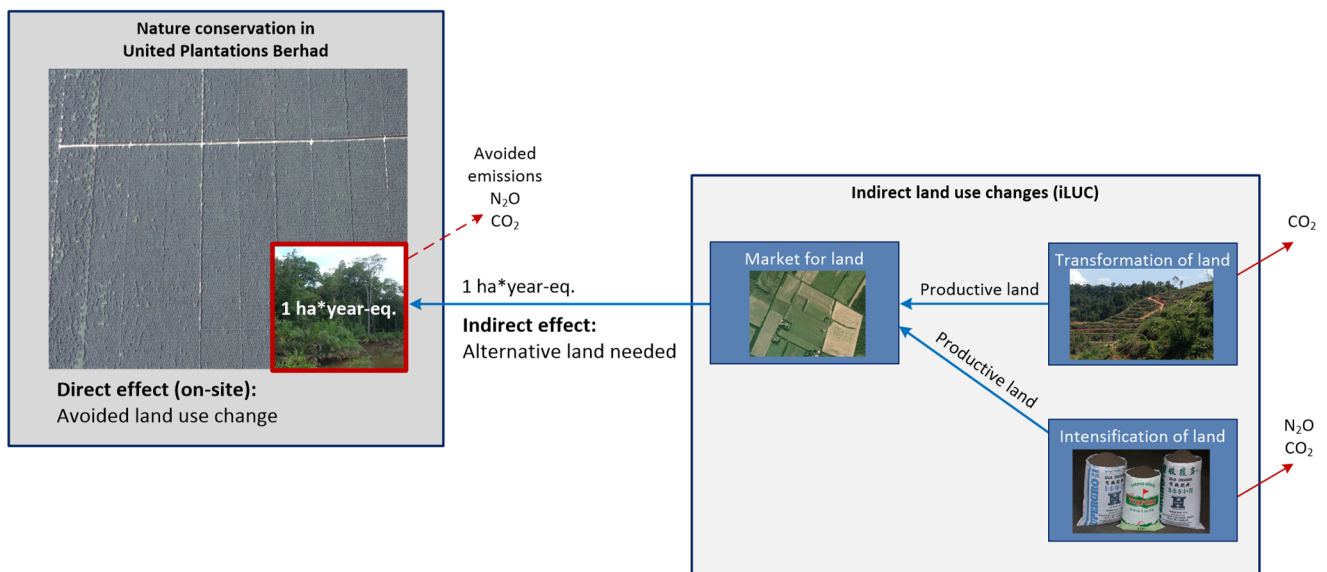 Nature conservation in
United Plantations Berhad
1 ha*year-eq.
Direct effect (on-site):
Avoided land use change
Avoided
emissions
N₂O
CO₂
1 ha*year-eq.
Indirect effect:
Alternative land needed
Indirect land use changes (iLUC)
Market for land
Productive land
Productive land
Transformation of land
CO₂
Intensification of land
N₂O
CO₂